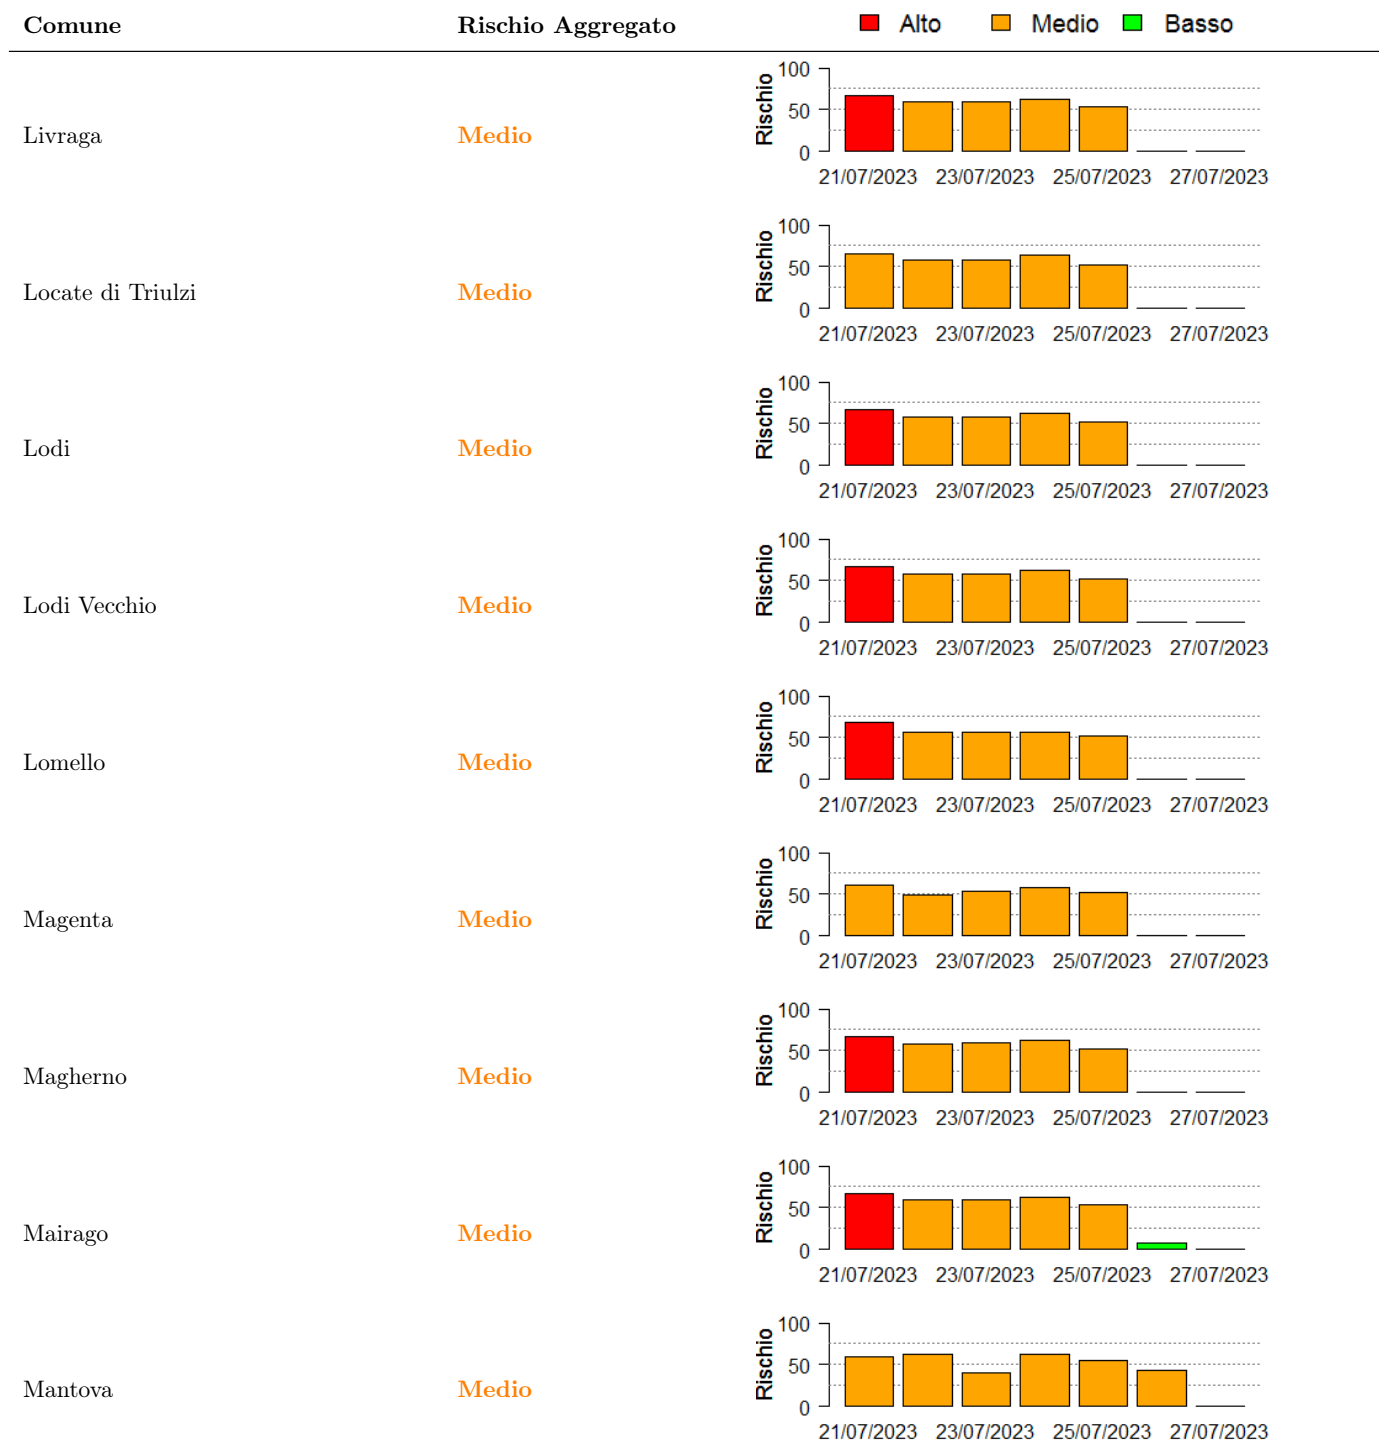 Comune Rischio Aggregato Alto Medio Basso
Livraga Medio
Rischio
100
50
0
21/07/2023 23/07/2023 25/07/2023 27/07/2023
Locate di Triulzi Medio
Rischio
100
50
0
21/07/2023 23/07/2023 25/07/2023 27/07/2023
Lodi Medio
Rischio
100
50
0
21/07/2023 23/07/2023 25/07/2023 27/07/2023
Lodi Vecchio Medio
Rischio
100
50
0
21/07/2023 23/07/2023 25/07/2023 27/07/2023
Lomello Medio
Rischio
100
50
0
21/07/2023 23/07/2023 25/07/2023 27/07/2023
Magenta Medio
Rischio
100
50
0
21/07/2023 23/07/2023 25/07/2023 27/07/2023
Magherno Medio
Rischio
100
50
0
21/07/2023 23/07/2023 25/07/2023 27/07/2023
Mairago Medio
Rischio
100
50
0
21/07/2023 23/07/2023 25/07/2023 27/07/2023
Mantova Medio
Rischio
100
50
0
21/07/2023 23/07/2023 25/07/2023 27/07/2023